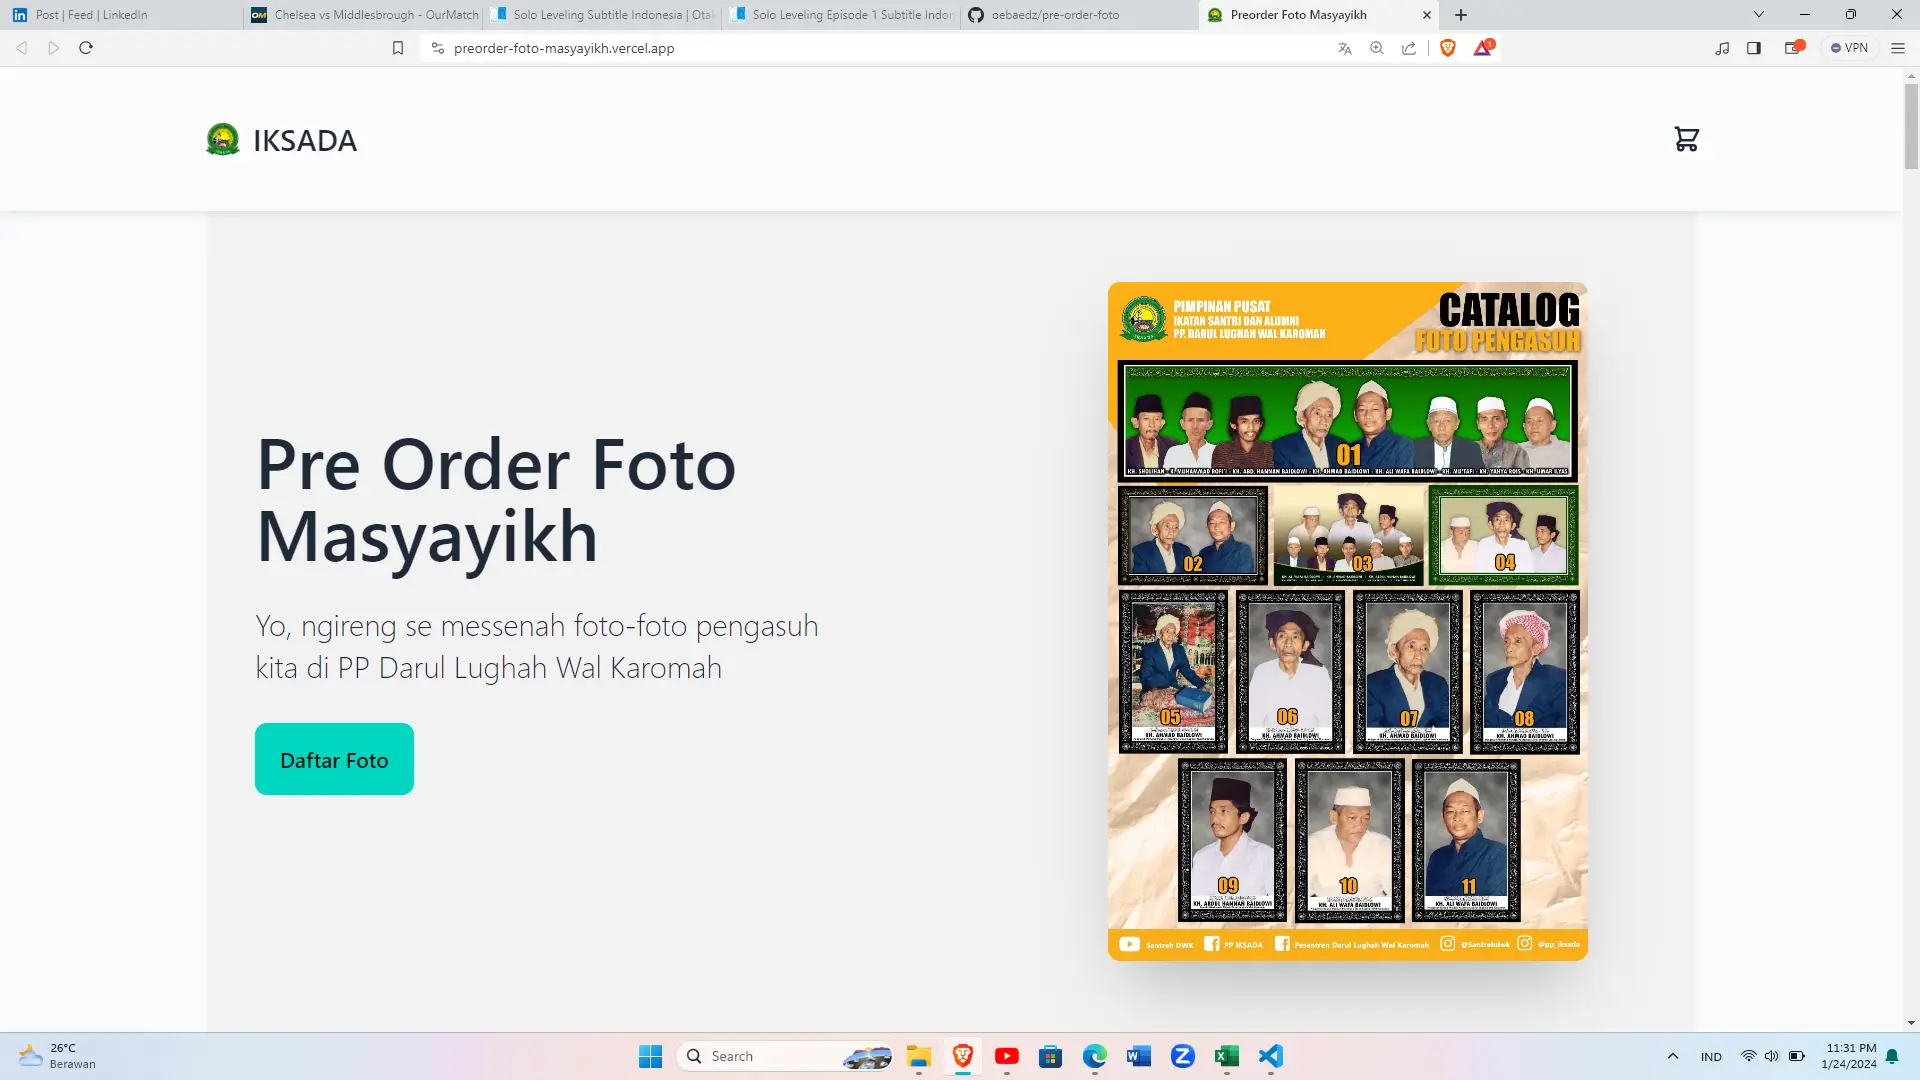 Post | Feed | LinkedIn
OM Chelsea vs Middlesbrough - OurMatch
Solo Leveling Subtitle Indonesia | Otak
Solo Leveling Episode 1 Subtitle Indon
oebaedz/pre-order-foto
Preorder Foto Masyayikh
preorder-foto-masyayikh.vercel.app
1
VPN
IKSADA
Pre Order Foto
Masyayikh
Yo, ngireng se messenah foto-foto pengasuh
kita di PP Darul Lughah Wal Karomah
Daftar Foto
PIMPINAN PUSAT
IKATAN SANTRI DAN ALUMNI
PP. DARUL LUGHAH WAL KAROMAH
CATALOG
FOTO PENGASUH
01
KH. SHOLIHAN - K. MUHAMMAD ROFI'I - KH. ABD. HANNAN BAIDLOWI - KH. AHMAD BAIDLOWI - KH. ALI WAFA BAIDLOWI - KH. MU'TAFI - KH. YAHYA ROIS - KH. UMAR ILYAS
02
03
04
05
KH. AHMAD BAIDLOWI
06
KH. AHMAD BAIDLOWI
07
KH. AHMAD BAIDLOWI
08
KH. AHMAD BAIDLOWI
09
KH. ABDUL HANNAN BAIDLOWI
10
KH. ALI WAFA BAIDLOWI
11
KH. ALI WAFA BAIDLOWI
Santreh DWK
PP IKSADA
Pesantren Darul Lughah Wal Karomah
@Santrehdwk
@pp_iksada
26°C
Berawan
Search
IND
11:31 PM
1/24/2024